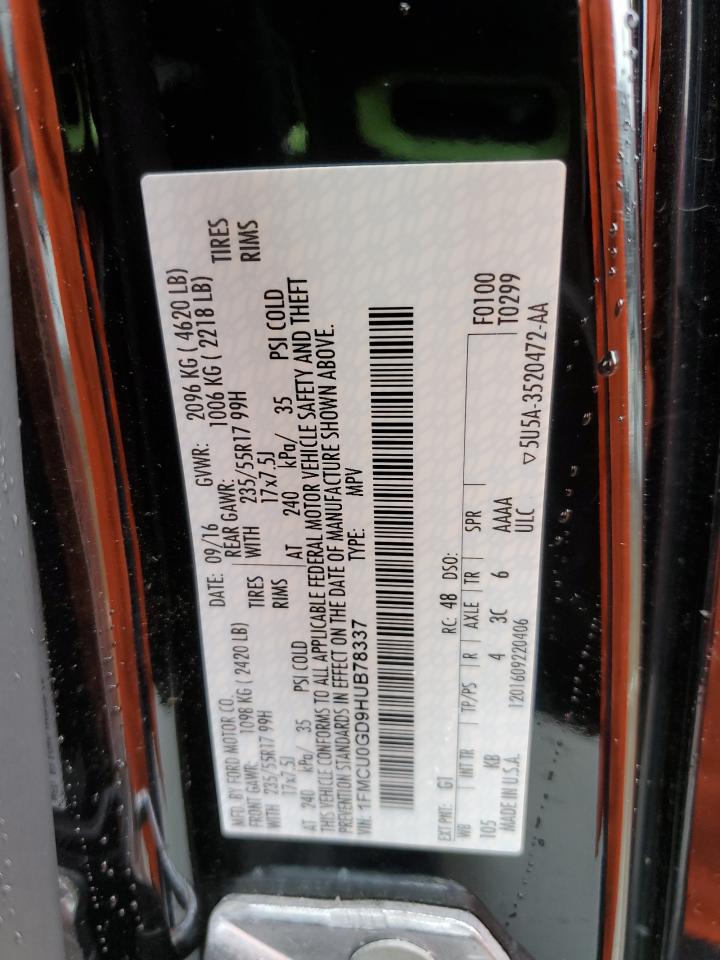 MFD. BY FORD MOTOR CO. DATE: 09/16 GVWR: 2096 KG ( 4620 LB)
FRONT GAWR: 1098 KG ( 2420 LB) REAR GAWR: 1006 KG ( 2218 LB)
WITH 235/55R17 99H TIRES WITH 235/55R17 99H TIRES
17x7.5J RIMS 17x7.5J RIMS
AT 240 kPa/ 35 PSI COLD AT 240 kPa/ 35 PSI COLD
THIS VEHICLE CONFORMS TO ALL APPLICABLE FEDERAL MOTOR VEHICLE SAFETY AND THEFT
PREVENTION STANDARDS IN EFFECT ON THE DATE OF MANUFACTURE SHOWN ABOVE.
VIN: 1FMCU0GD9HUB78337 TYPE: MPV
EXT PNT: G1 RC: 48 DSO:
WB INT TR TP/PS R AXLE TR SPR F0100
105 KB 4 3C 6 AAAA T0299
MADE IN U.S.A. 1201609220406 ULC
▽5U5A-3520472-AA